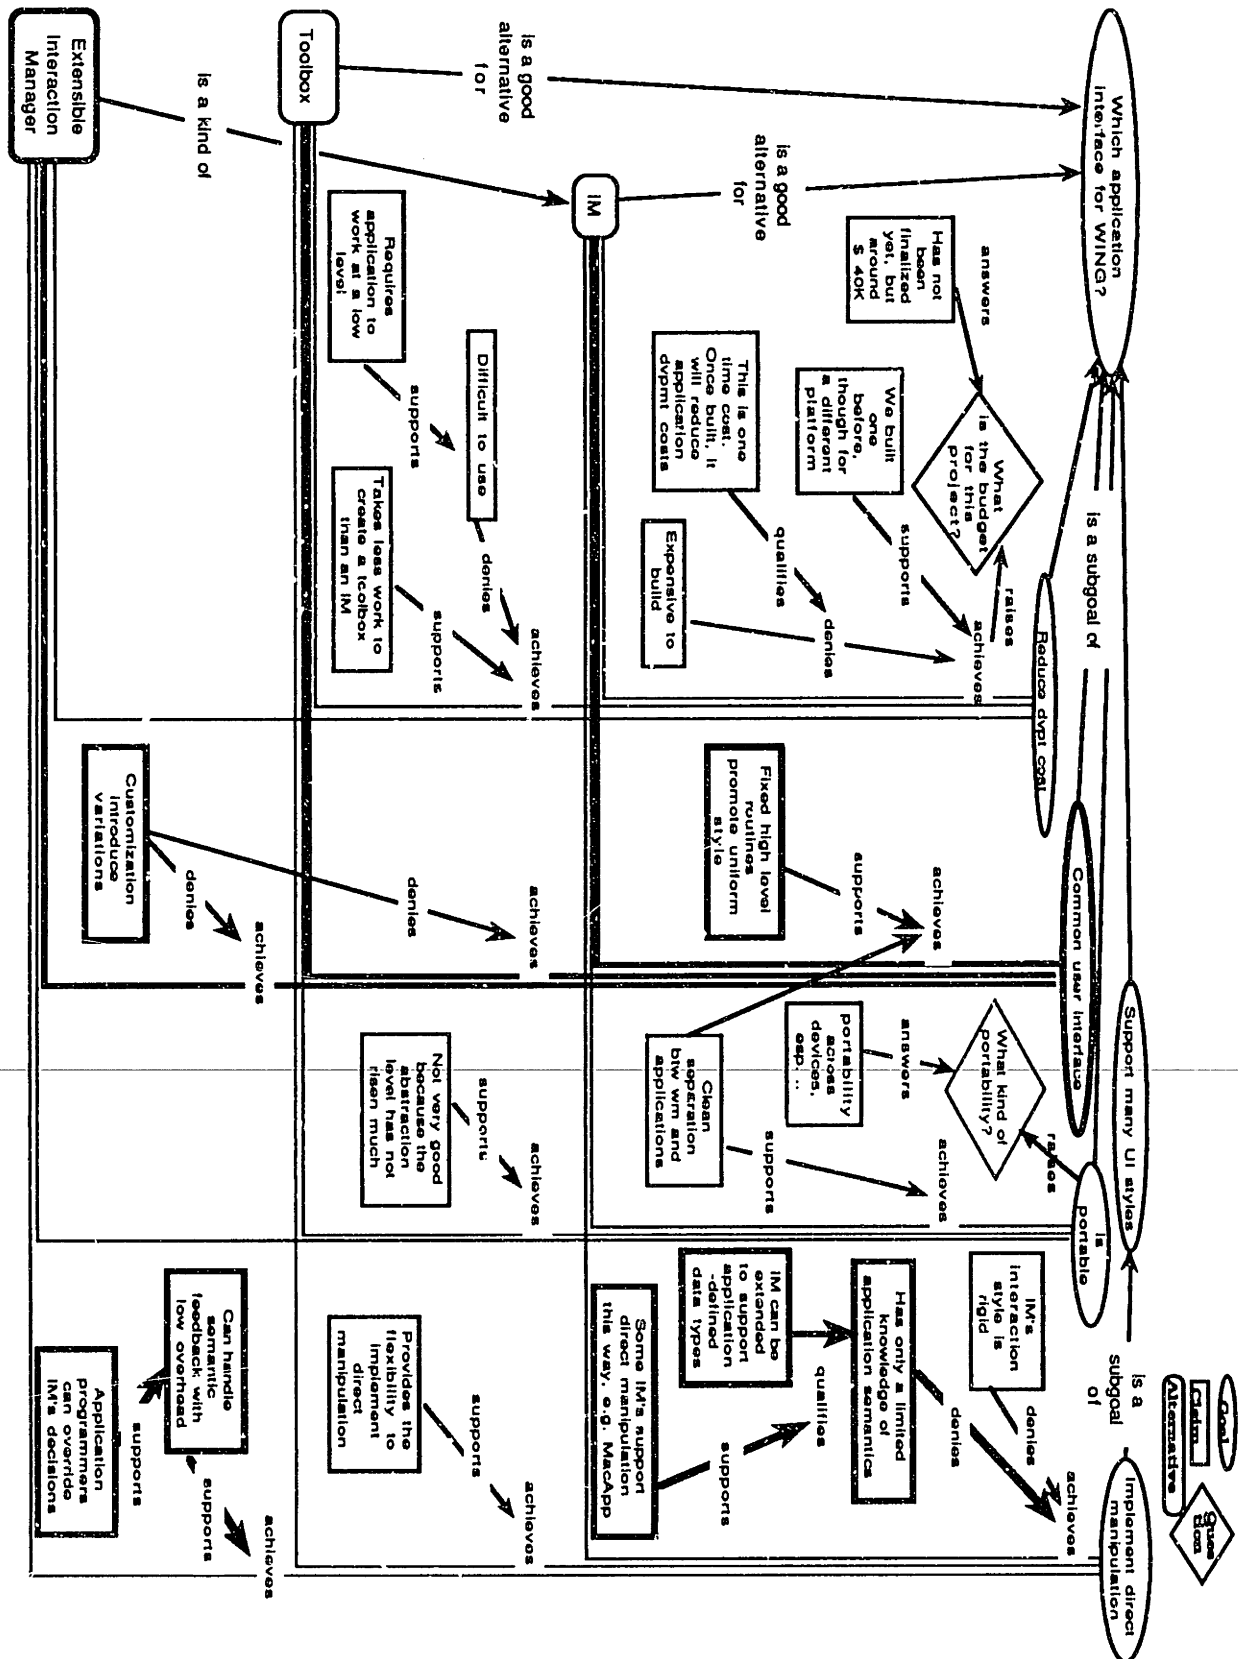 Goal
Claim
Alternative
Ques
tion
Which application
interface for WING?
is a subgoal of
Support many UI styles
is a
subgoal
of
Implement direct
manipulation
Common user interface
is
portable
Reduce dvpt cost
raises
raises
What
is the budget
for this
project?
What kind of
portability?
answers
Has not
been
finalized
yet, but
around
$ 40K
We built
one
before,
though for
a different
platform
supports
achieves
This is one
time cost.
Once built, it
will reduce
application
dvpmt costs
qualifies
denies
Expensive to
build
Fixed high level
routines
promote uniform
style
supports
achieves
answers
portability
across
devices,
esp. ..
Clean
separation
btw wm and
applications
supports
achieves
IM's
interaction
style is
rigid
denies
achieves
Has only a limited
knowledge of
application semantics
denies
IM can be
extended
to support
application
-defined
data types
qualifies
Some IM's support
direct manipulation
this way, e.g. MacApp
supports
is a good
alternative
for
IM
is a good
alternative
for
Toolbox
Difficult to use
denies
achieves
Requires
application to
work at a low
level
supports
Takes less work to
create a toolbox
than an IM
supports
achieves
denies
Not very good
because the
abstraction
level has not
risen much
supports
achieves
Provides the
flexibility to
implement
direct
manipulation
supports
achieves
is a kind of
Extensible
Interaction
Manager
Customization
introduce
variations
denies
achieves
Can handle
semantic
feedback with
low overhead
supports
achieves
Application
programmers
can override
IM's decisions
supports